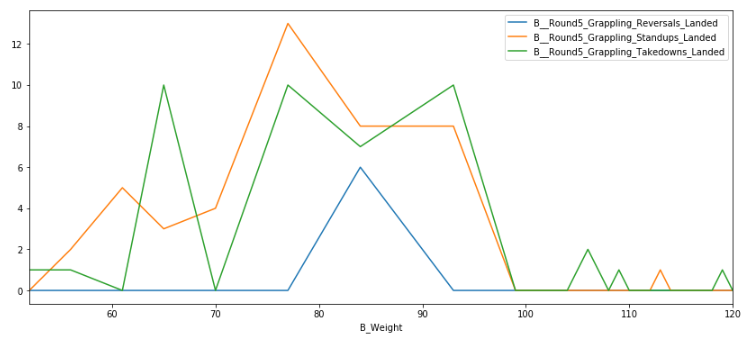 B__Round5_Grappling_Reversals_Landed
B__Round5_Grappling_Standups_Landed
B__Round5_Grappling_Takedowns_Landed
12
10
8
6
4
2
0
60 70 80 90 100 110 120
B_Weight